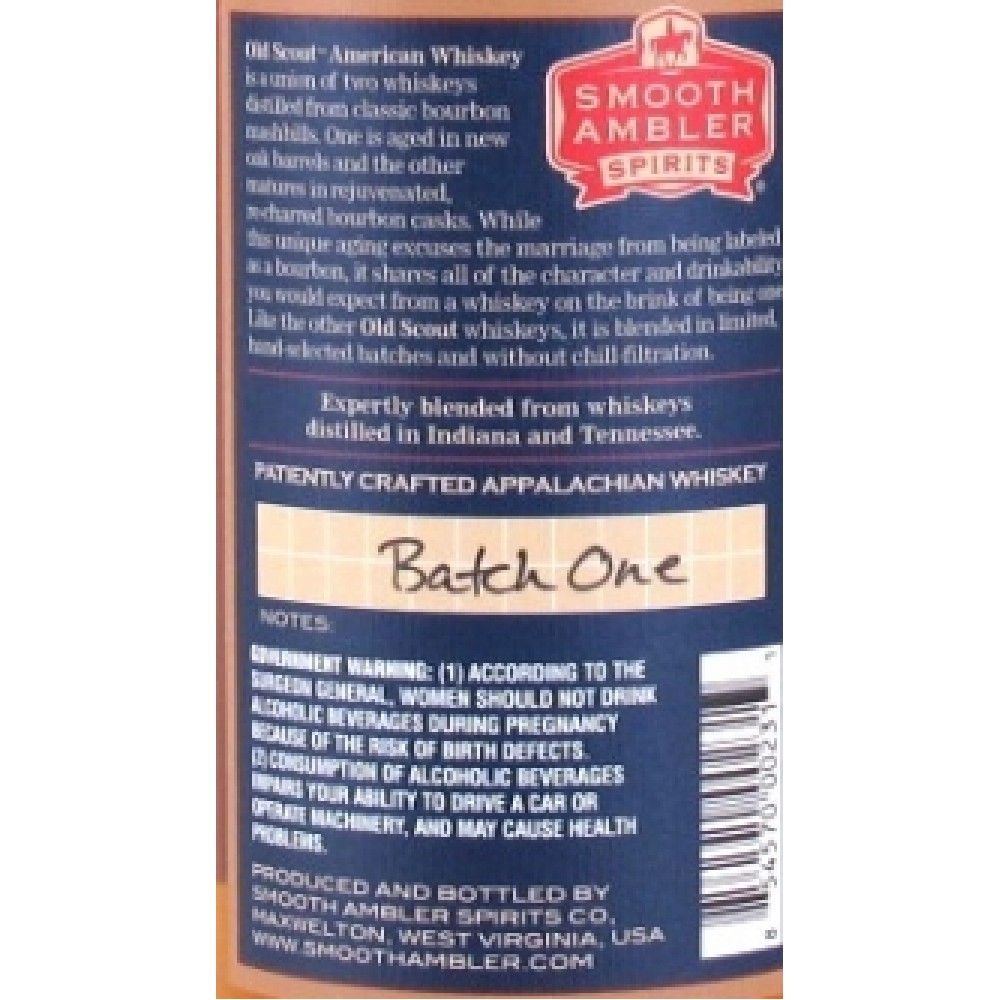 Old Scout™ American Whiskey
is a union of two whiskeys
distilled from classic bourbon
mashbills. One is aged in new
oak barrels and the other
matures in rejuvenated,
re-charred bourbon casks. While
this unique aging excuses the marriage from being labeled
as a bourbon, it shares all of the character and drinkability
you would expect from a whiskey on the brink of being one
Like the other Old Scout whiskeys, it is blended in limited,
hand-selected batches and without chill-filtration.
SMOOTH
AMBLER
SPIRITS
®
Expertly blended from whiskeys
distilled in Indiana and Tennessee.
PATIENTLY CRAFTED APPALACHIAN WHISKEY
Batch One
NOTES:
GOVERNMENT WARNING: (1) ACCORDING TO THE
SURGEON GENERAL, WOMEN SHOULD NOT DRINK
ALCOHOLIC BEVERAGES DURING PREGNANCY
BECAUSE OF THE RISK OF BIRTH DEFECTS.
(2) CONSUMPTION OF ALCOHOLIC BEVERAGES
IMPAIRS YOUR ABILITY TO DRIVE A CAR OR
OPERATE MACHINERY, AND MAY CAUSE HEALTH
PROBLEMS.
PRODUCED AND BOTTLED BY
SMOOTH AMBLER SPIRITS CO,
MAXWELTON, WEST VIRGINIA, USA
WWW.SMOOTHAMBLER.COM
8 54570 00231 1